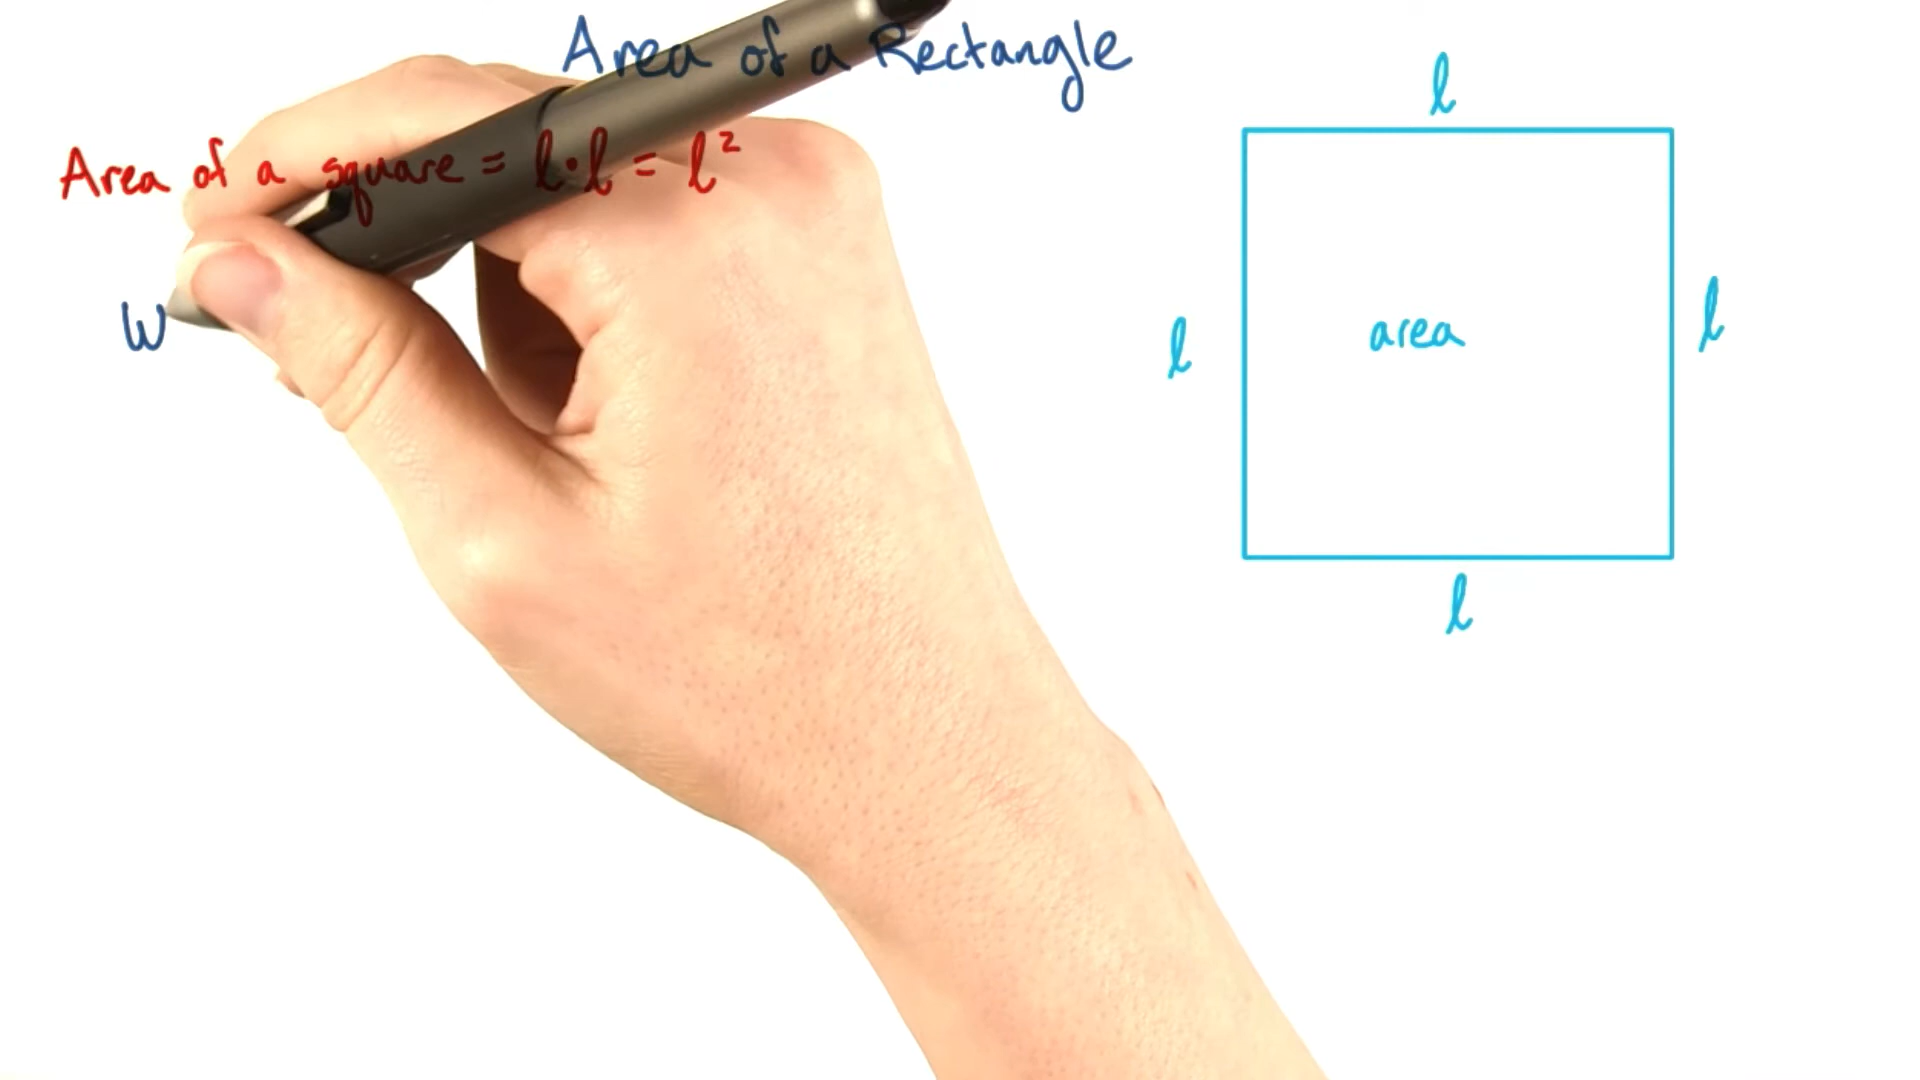 Area of a Rectangle
Area of a square = l·l = l²
W
l
l
area
l
l